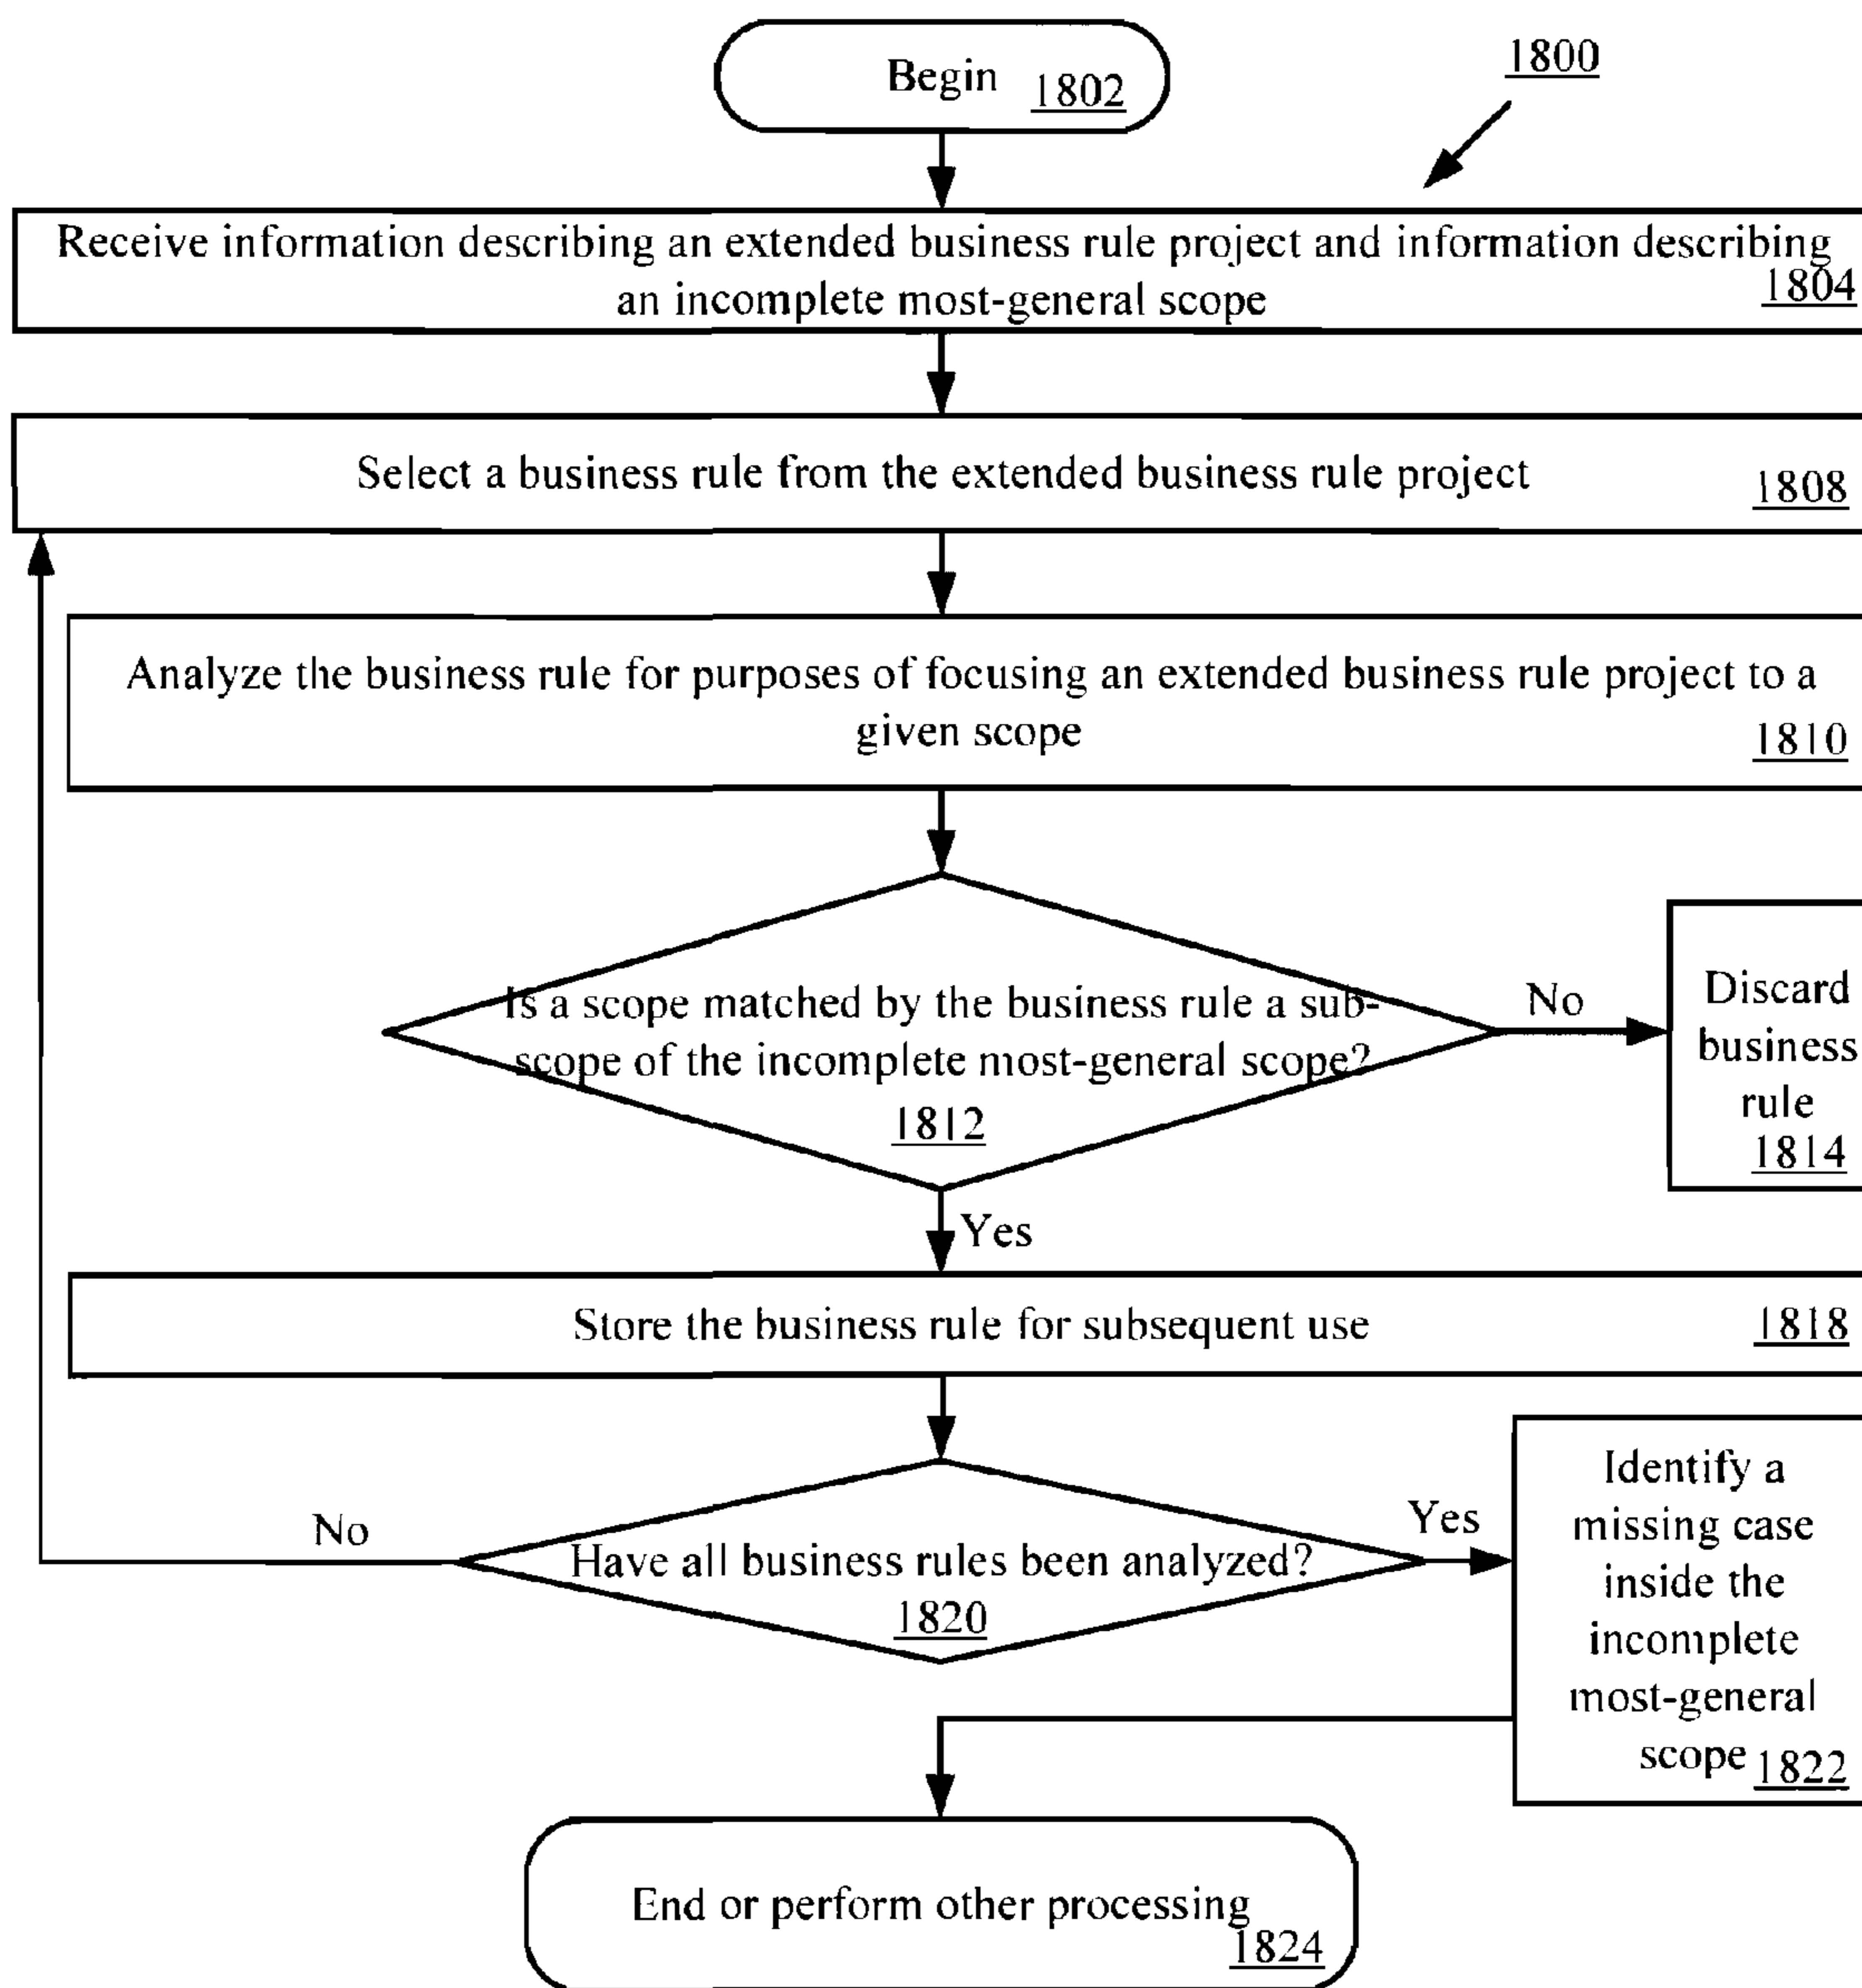 1800
Begin 1802
Receive information describing an extended business rule project and information describing
an incomplete most-general scope
1804
Select a business rule from the extended business rule project
1808
Analyze the business rule for purposes of focusing an extended business rule project to a
given scope
1810
Is a scope matched by the business rule a sub-
scope of the incomplete most-general scope?
1812
No
Discard
business
rule
1814
Yes
Store the business rule for subsequent use
1818
Have all business rules been analyzed?
1820
No
Yes
Identify a
missing case
inside the
incomplete
most-general
scope 1822
End or perform other processing
1824